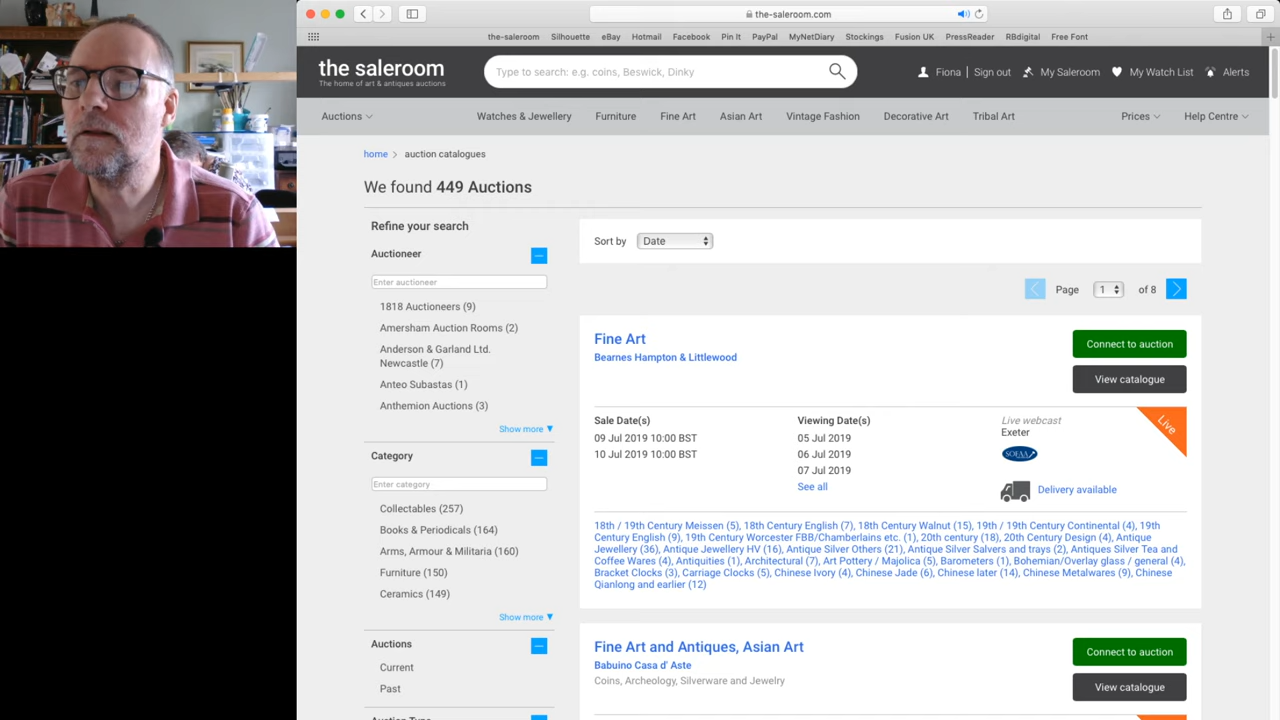 the-saleroom.com
the-saleroom Silhouette eBay Hotmail Facebook Pin It PayPal MyNetDiary Stockings Fusion UK PressReader RBdigital Free Font
the saleroom
The home of art & antiques auctions
Type to search: e.g. coins, Beswick, Dinky
Fiona | Sign out My Saleroom My Watch List Alerts
Auctions Watches & Jewellery Furniture Fine Art Asian Art Vintage Fashion Decorative Art Tribal Art Prices Help Centre
home > auction catalogues
We found 449 Auctions
Refine your search
Auctioneer
Enter auctioneer
1818 Auctioneers (9)
Amersham Auction Rooms (2)
Anderson & Garland Ltd.
Newcastle (7)
Anteo Subastas (1)
Anthemion Auctions (3)
Show more ▼
Category
Enter category
Collectables (257)
Books & Periodicals (164)
Arms, Armour & Militaria (160)
Furniture (150)
Ceramics (149)
Show more ▼
Auctions
Current
Past
Auction Type
Sort by Date
Page 1 of 8
Fine Art
Bearnes Hampton & Littlewood
Connect to auction
View catalogue
Sale Date(s)
09 Jul 2019 10:00 BST
10 Jul 2019 10:00 BST
Viewing Date(s)
05 Jul 2019
06 Jul 2019
07 Jul 2019
See all
Live webcast
Exeter
SOFAA
Delivery available
Live
18th / 19th Century Meissen (5), 18th Century English (7), 18th Century Walnut (15), 19th / 19th Century Continental (4), 19th
Century English (9), 19th Century Worcester FBB/Chamberlains etc. (1), 20th century (18), 20th Century Design (4), Antique
Jewellery (36), Antique Jewellery HV (16), Antique Silver Others (21), Antique Silver Salvers and trays (2), Antiques Silver Tea and
Coffee Wares (4), Antiquities (1), Architectural (7), Art Pottery / Majolica (5), Barometers (1), Bohemian/Overlay glass / general (4),
Bracket Clocks (3), Carriage Clocks (5), Chinese Ivory (4), Chinese Jade (6), Chinese later (14), Chinese Metalwares (9), Chinese
Qianlong and earlier (12)
Fine Art and Antiques, Asian Art
Babuino Casa d' Aste
Coins, Archeology, Silverware and Jewelry
Connect to auction
View catalogue